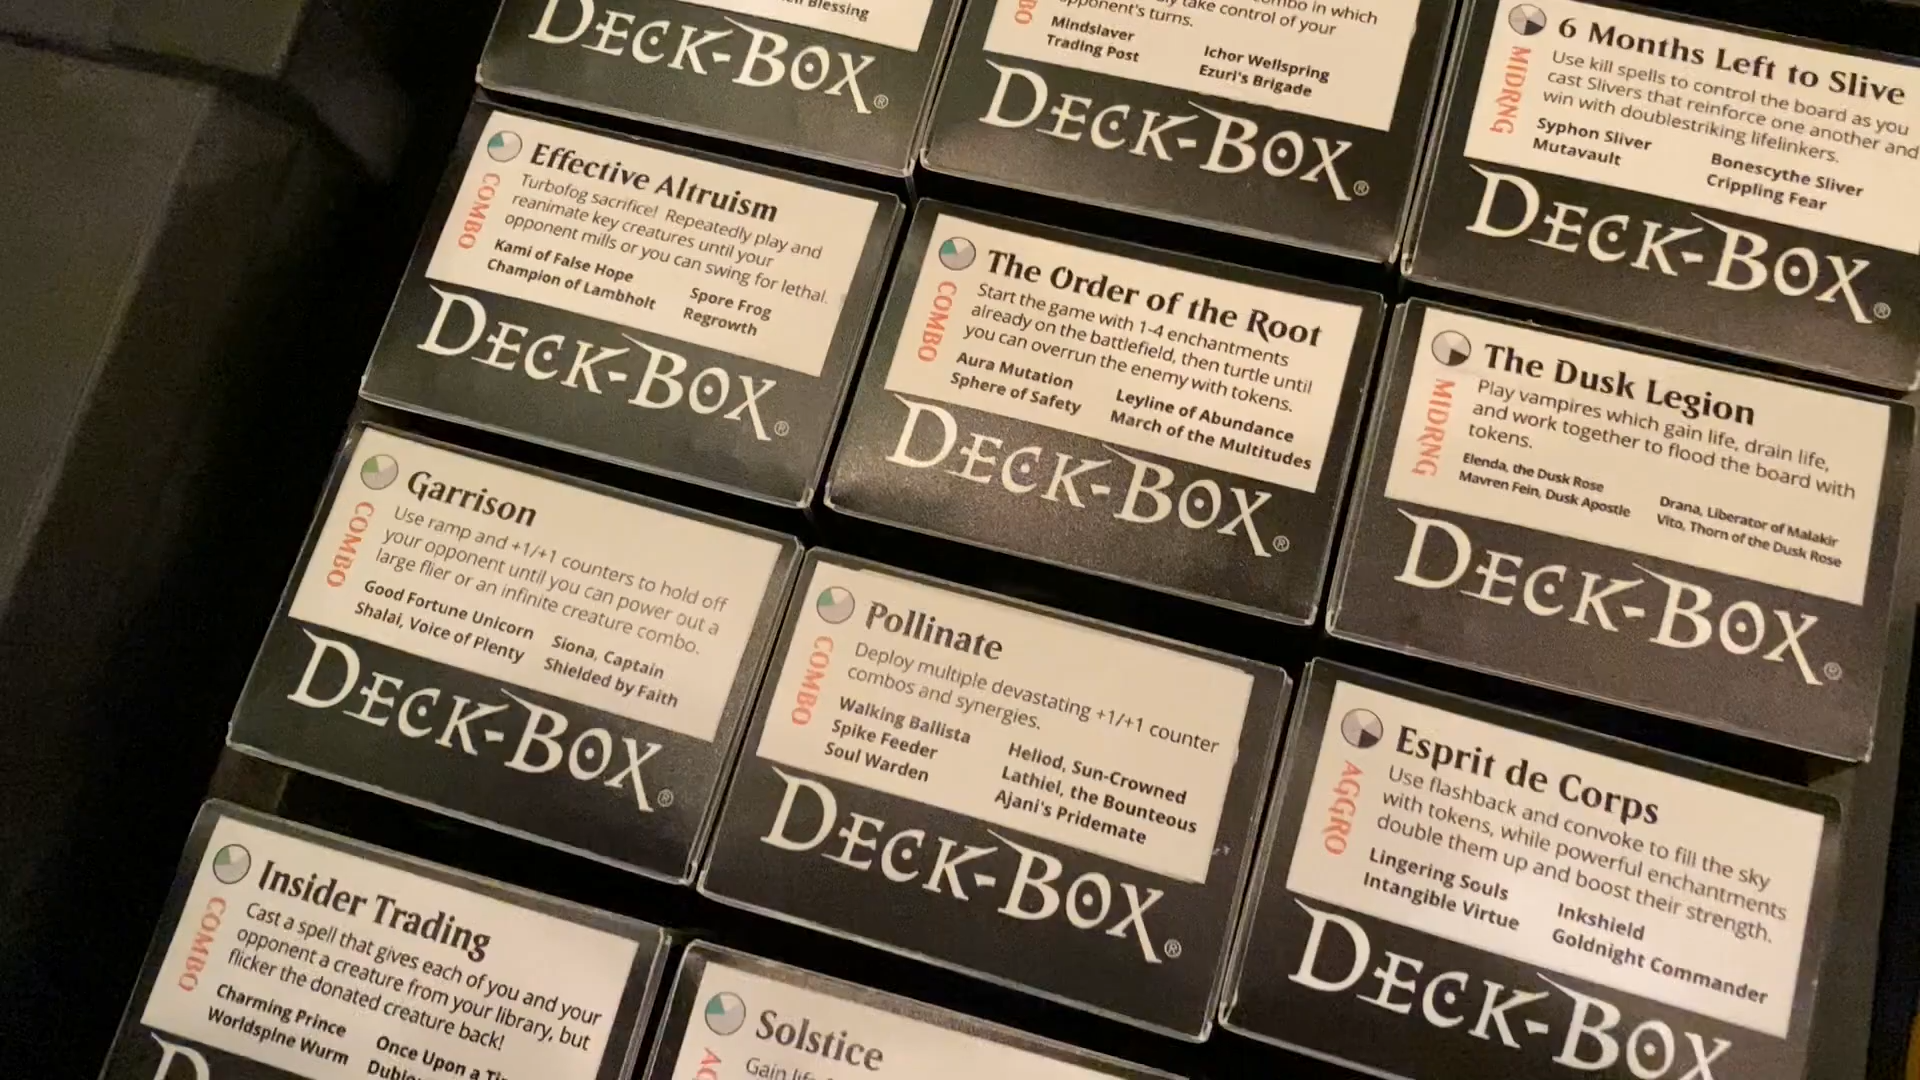 Blessing
DECK-BOX®
combo in which
take control of your
opponent's turns.
Mindslaver
Trading Post
Ichor Wellspring
Ezuri's Brigade
DECK-BOX®
6 Months Left to Slive
MIDRNG
Use kill spells to control the board as you
cast Slivers that reinforce one another and
win with doublestriking lifelinkers.
Syphon Sliver
Mutavault
Bonescythe Sliver
Crippling Fear
DECK-BOX®
Effective Altruism
COMBO
Turbofog sacrifice! Repeatedly play and
reanimate key creatures until your
opponent mills or you can swing for lethal.
Kami of False Hope
Champion of Lambholt
Spore Frog
Regrowth
DECK-BOX®
The Order of the Root
COMBO
Start the game with 1-4 enchantments
already on the battlefield, then turtle until
you can overrun the enemy with tokens.
Aura Mutation
Sphere of Safety
Leyline of Abundance
March of the Multitudes
DECK-BOX®
The Dusk Legion
MIDRNG
Play vampires which gain life, drain life,
and work together to flood the board with
tokens.
Elenda, the Dusk Rose
Mavren Fein, Dusk Apostle
Drana, Liberator of Malakir
Vito, Thorn of the Dusk Rose
DECK-BOX®
Garrison
COMBO
Use ramp and +1/+1 counters to hold off
your opponent until you can power out a
large flier or an infinite creature combo.
Good Fortune Unicorn
Shalai, Voice of Plenty
Siona, Captain
Shielded by Faith
DECK-BOX®
Pollinate
COMBO
Deploy multiple devastating +1/+1 counter
combos and synergies.
Walking Ballista
Spike Feeder
Soul Warden
Heliod, Sun-Crowned
Lathiel, the Bounteous
Ajani's Pridemate
DECK-BOX®
Esprit de Corps
AGGRO
Use flashback and convoke to fill the sky
with tokens, while powerful enchantments
double them up and boost their strength.
Lingering Souls
Intangible Virtue
Inkshield
Goldnight Commander
DECK-BOX
Insider Trading
COMBO
Cast a spell that gives each of you and your
opponent a creature from your library, but
flicker the donated creature back!
Charming Prince
Worldspine Wurm
Once Upon a
Solstice
Gain